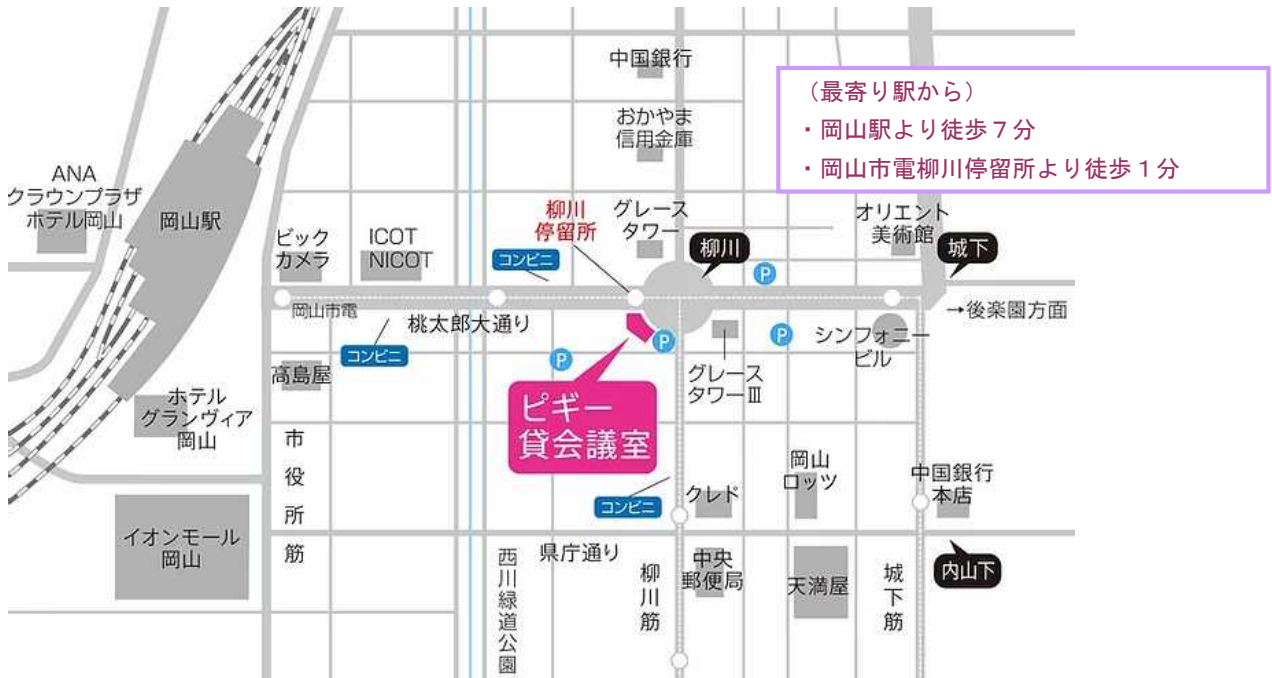 中国銀行
(最寄り駅から)
・岡山駅より徒歩７分
・岡山市電柳川停留所より徒歩１分
おかやま
信用金庫
ANA
クラウンプラザ
ホテル岡山
岡山駅
ビック
カメラ
ICOT
NICOT
柳川
停留所
コンビニ
グレース
タワー
柳川
P
オリエント
美術館
城下
岡山市電
桃太郎大通り
コンビニ
→後楽園方面
P
P
P
シンフォニー
ビル
高島屋
グレース
タワーⅢ
ホテル
グランヴィア
岡山
ピギー
貸会議室
市役所筋
岡山
ロッツ
中国銀行
本店
コンビニ
クレド
イオンモール
岡山
県庁通り
西川緑道公園
柳川筋
中央
郵便局
天満屋
城下筋
内山下